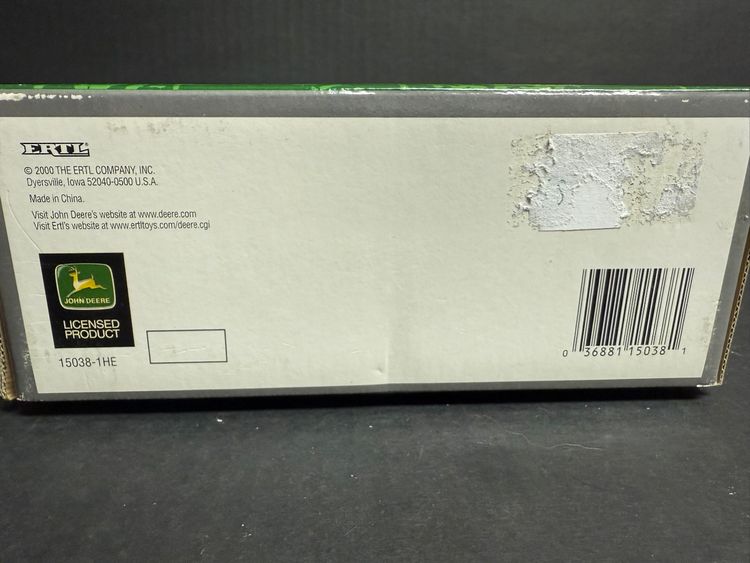 ERTL
© 2000 THE ERTL COMPANY, INC.
Dyersville, Iowa 52040-0500 U.S.A.
Made in China.
Visit John Deere's website at www.deere.com
Visit Ertl's website at www.ertltoys.com/deere.cgi
JOHN DEERE
LICENSED
PRODUCT
15038-1HE
0 36881 15038 1